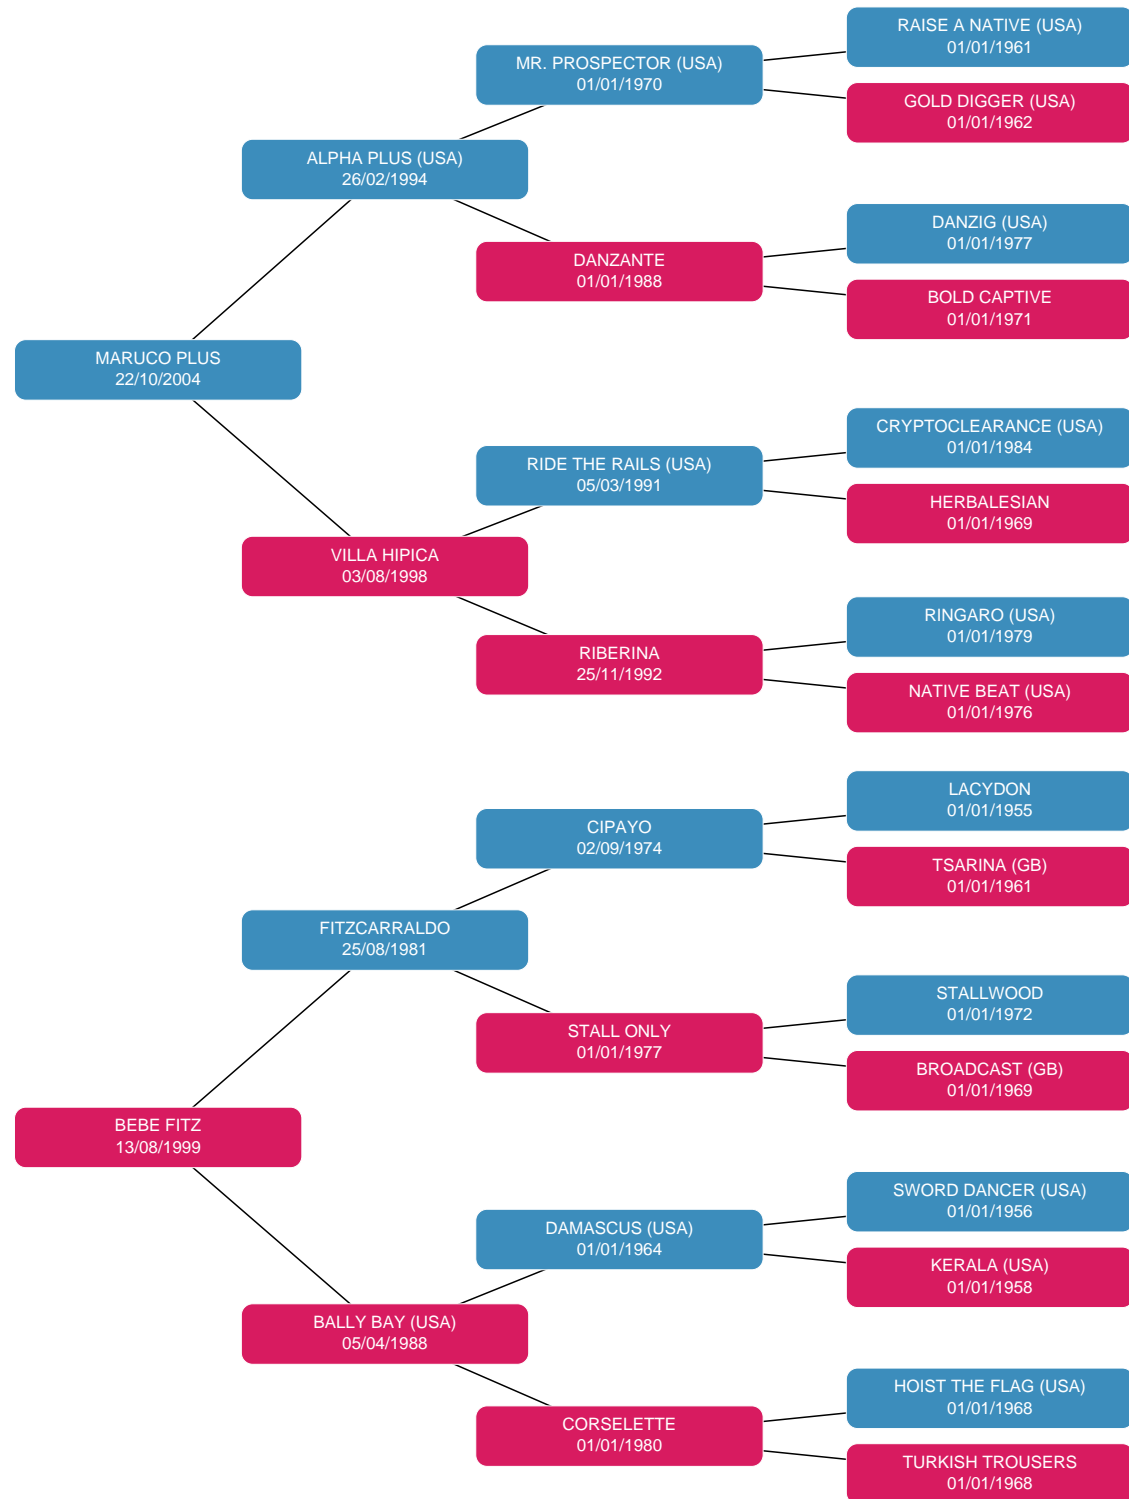 RAISE A NATIVE (USA)
01/01/1961
MR. PROSPECTOR (USA)
01/01/1970
GOLD DIGGER (USA)
01/01/1962
ALPHA PLUS (USA)
26/02/1994
DANZIG (USA)
01/01/1977
DANZANTE
01/01/1988
BOLD CAPTIVE
01/01/1971
MARUCO PLUS
22/10/2004
CRYPTOCLEARANCE (USA)
01/01/1984
RIDE THE RAILS (USA)
05/03/1991
HERBALESIAN
01/01/1969
VILLA HIPICA
03/08/1998
RINGARO (USA)
01/01/1979
RIBERINA
25/11/1992
NATIVE BEAT (USA)
01/01/1976
LACYDON
01/01/1955
CIPAYO
02/09/1974
TSARINA (GB)
01/01/1961
FITZCARRALDO
25/08/1981
STALLWOOD
01/01/1972
STALL ONLY
01/01/1977
BROADCAST (GB)
01/01/1969
BEBE FITZ
13/08/1999
SWORD DANCER (USA)
01/01/1956
DAMASCUS (USA)
01/01/1964
KERALA (USA)
01/01/1958
BALLY BAY (USA)
05/04/1988
HOIST THE FLAG (USA)
01/01/1968
CORSELETTE
01/01/1980
TURKISH TROUSERS
01/01/1968